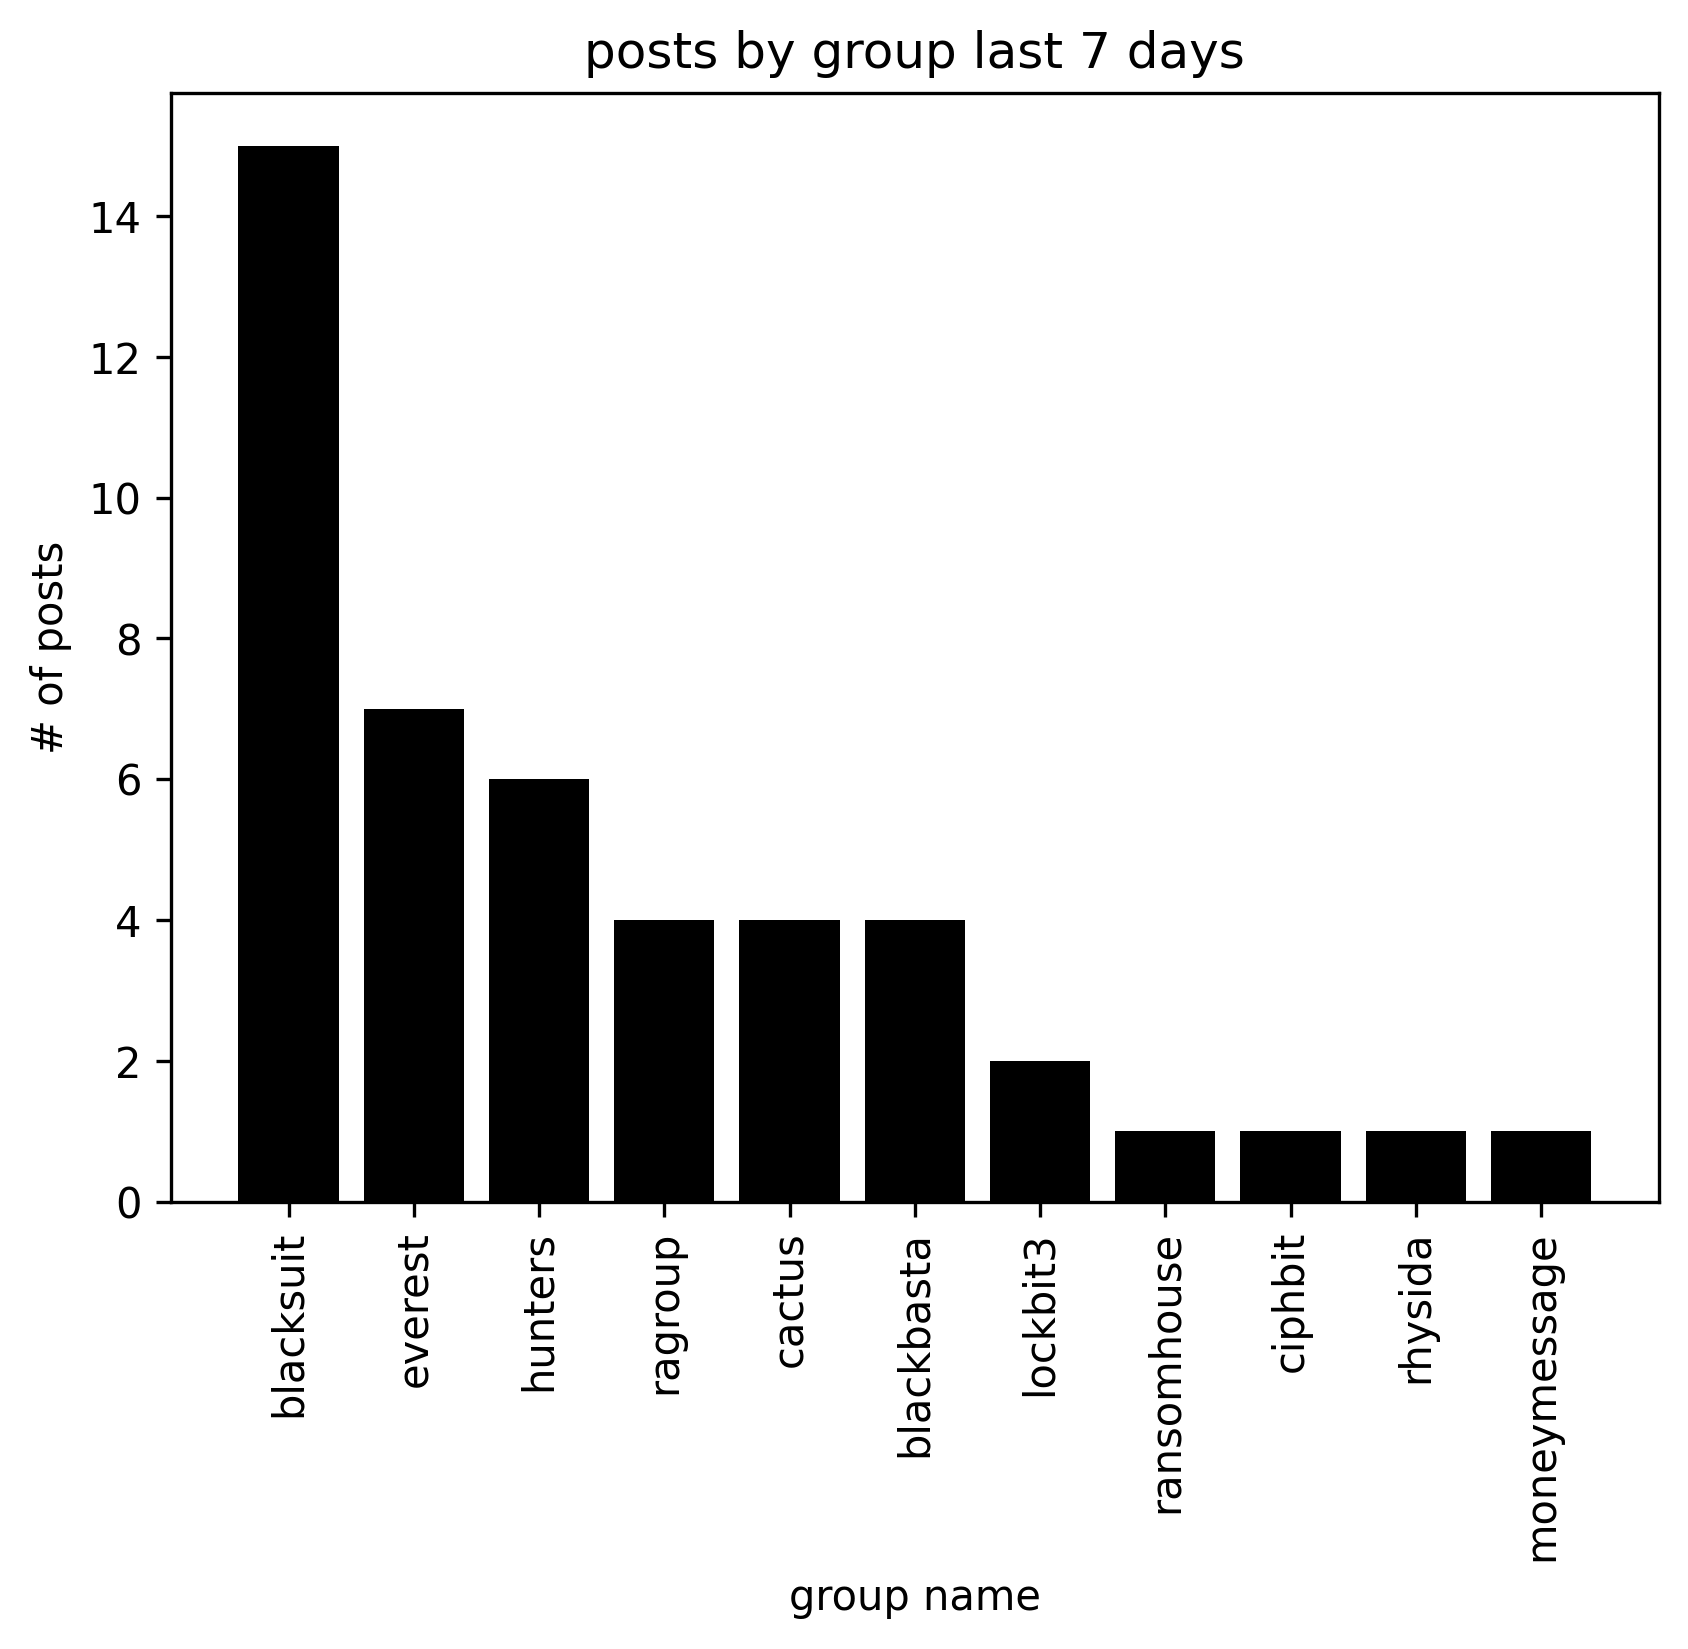 posts by group last 7 days
# of posts
14
12
10
8
6
4
2
0
blacksuit
everest
hunters
ragroup
cactus
blackbasta
lockbit3
ransomhouse
ciphbit
rhysida
moneymessage
group name